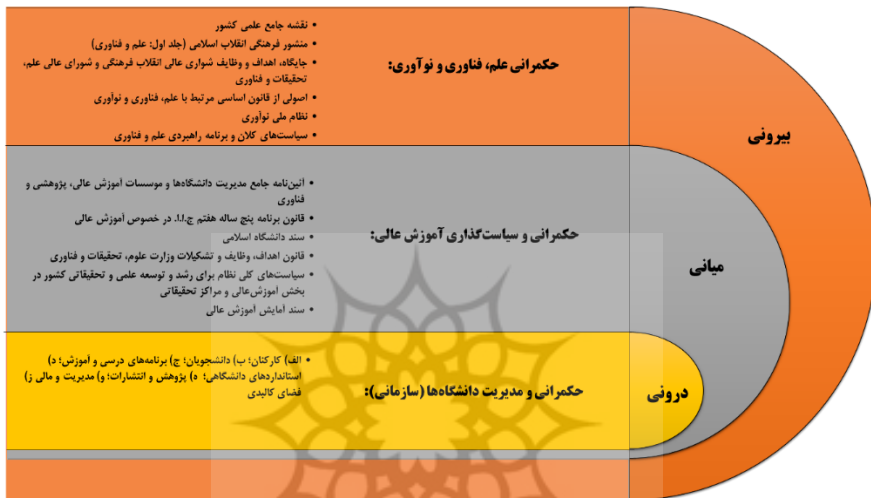 حکمرانی علم، فناوری و نوآوری:
• نقشه جامع علمی کشور
• منشور فرهنگی انقلاب اسلامی (جلد اول: علم و فناوری)
• جایگاه، اهداف و وظایف شواری عالی انقلاب فرهنگی و شورای عالی علم،
تحقیقات و فناوری
• اصولی از قانون اساسی مرتبط با علم، فناوری و نوآوری
• نظام ملی نوآوری
• سیاست‌های کلان و برنامه راهبردی علم و فناوری
بیرونی
حکمرانی و سیاست‌گذاری آموزش عالی:
• آئین‌نامه جامع مدیریت دانشگاه‌ها و موسسات آموزش عالی، پژوهشی و
فناوری
• قانون برنامه پنج ساله هفتم ج.ا.ا. در خصوص آموزش عالی
• سند دانشگاه اسلامی
• قانون اهداف، وظایف و تشکیلات وزارت علوم، تحقیقات و فناوری
• سیاست‌های کلی نظام برای رشد و توسعه علمی و تحقیقاتی کشور در
بخش آموزش‌عالی و مراکز تحقیقاتی
• سند آمایش آموزش عالی
میانی
حکمرانی و مدیریت دانشگاه‌ها (سازمانی):
• الف) کارکنان؛ ب) دانشجویان؛ ج) برنامه‌های درسی و آموزش؛ د)
استانداردهای دانشگاهی؛ ه) پژوهش و انتشارات؛ و) مدیریت و مالی ز)
فضای کالبدی
درونی